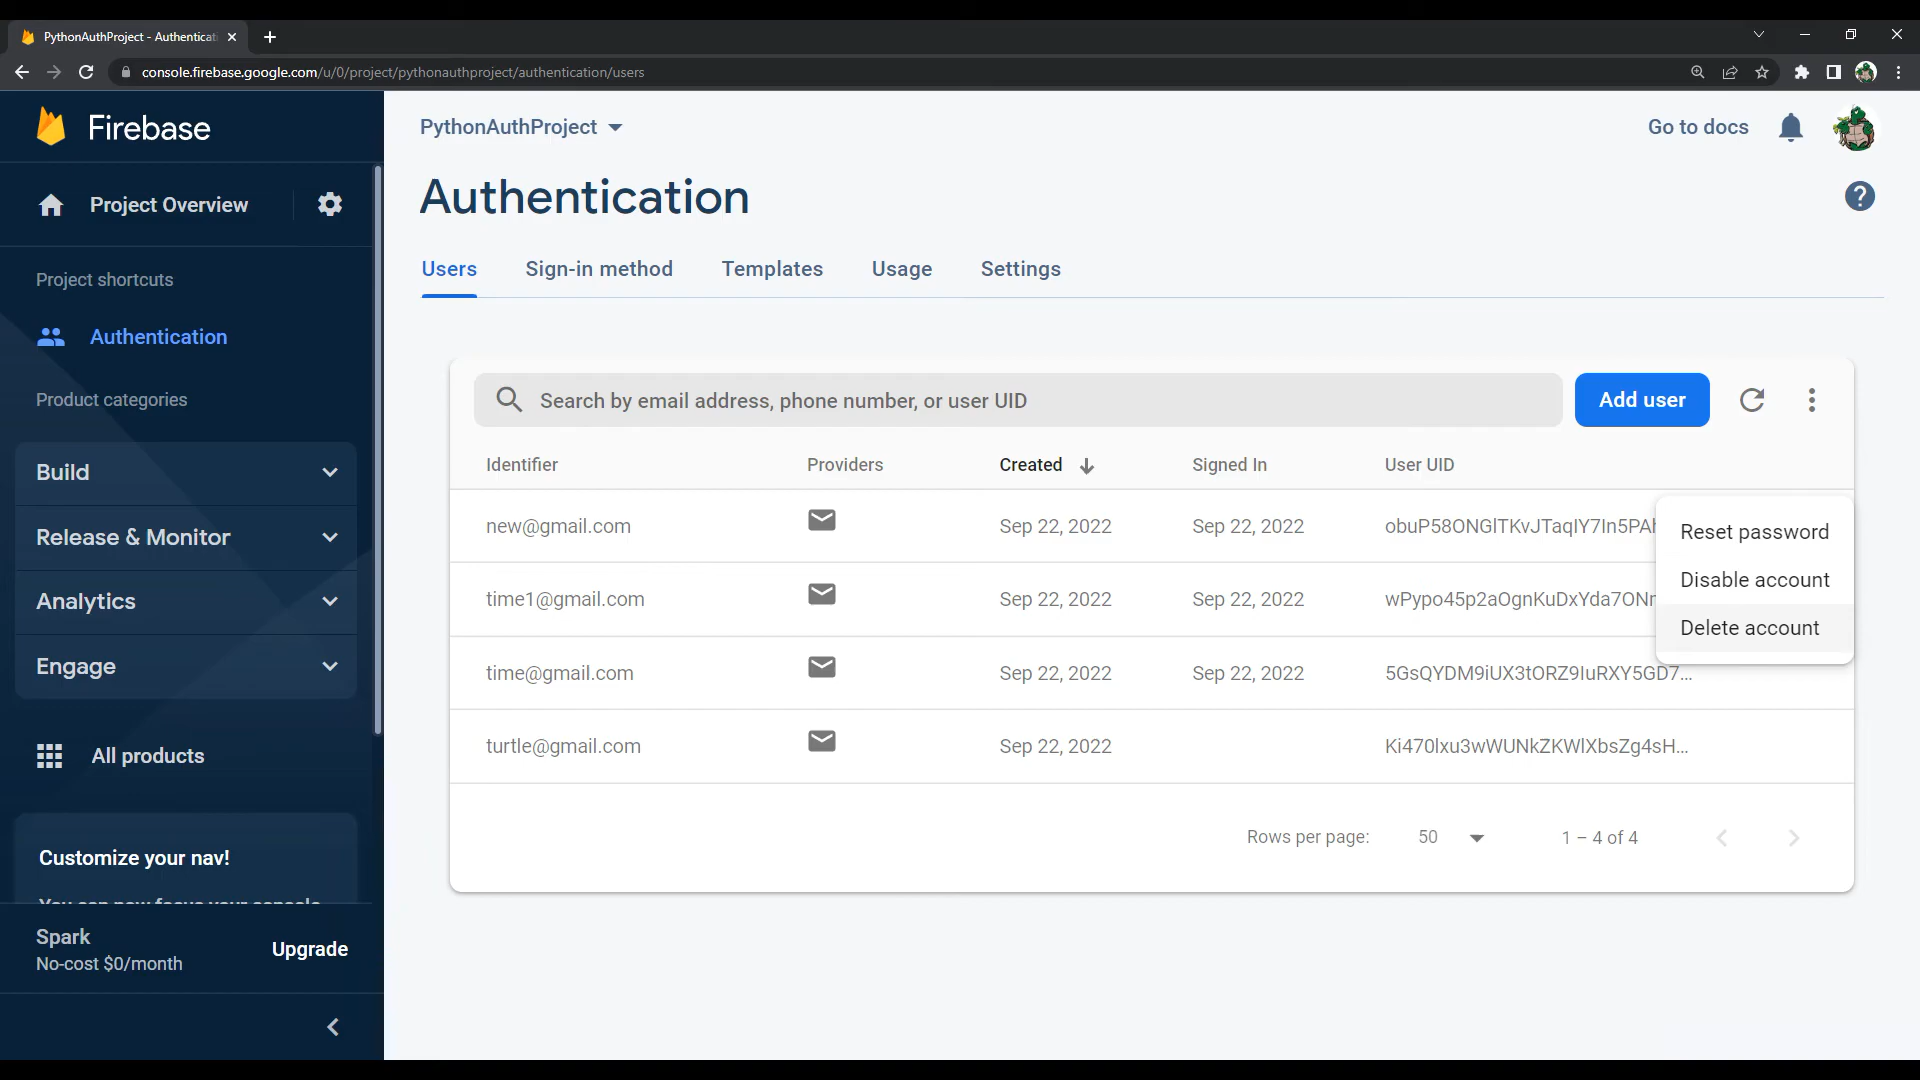 PythonAuthProject - Authenticati
console.firebase.google.com/u/0/project/pythonauthproject/authentication/users
Firebase
PythonAuthProject
Go to docs
Authentication
Project Overview
Users
Sign-in method
Templates
Usage
Settings
Project shortcuts
Authentication
Product categories
Build
Release & Monitor
Analytics
Engage
All products
Customize your nav!
You can now focus your console
Spark
No-cost $0/month
Upgrade
Search by email address, phone number, or user UID
Add user
Identifier Providers Created Signed In User UID
new@gmail.com Sep 22, 2022 Sep 22, 2022 obuP58ONGlTKvJTaqIY7In5PAh
time1@gmail.com Sep 22, 2022 Sep 22, 2022 wPypo45p2aOgnKuDxYda7ONn
time@gmail.com Sep 22, 2022 Sep 22, 2022 5GsQYDM9iUX3tORZ9IuRXY5GD7...
turtle@gmail.com Sep 22, 2022 Ki470lxu3wWUNkZKWlXbsZg4sH...
Reset password
Disable account
Delete account
Rows per page: 50 1 – 4 of 4